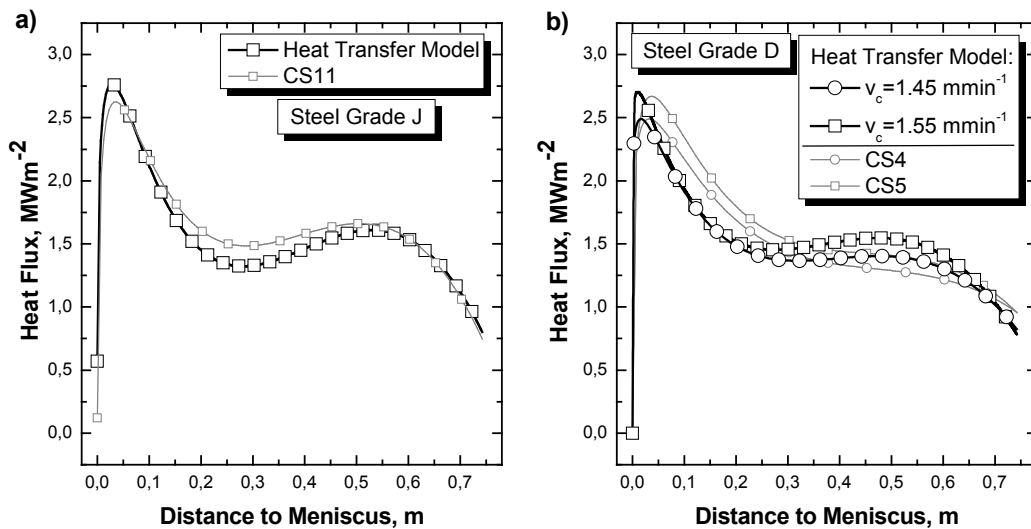 a)
Heat Transfer Model
CS11
Steel Grade J
3,0
2,5
2,0
1,5
1,0
0,5
0,0
Heat Flux, MWm-2
0,0 0,1 0,2 0,3 0,4 0,5 0,6 0,7
Distance to Meniscus, m
b)
Steel Grade D
Heat Transfer Model:
vc=1.45 mmin-1
vc=1.55 mmin-1
CS4
CS5
3,0
2,5
2,0
1,5
1,0
0,5
0,0
Heat Flux, MWm-2
0,0 0,1 0,2 0,3 0,4 0,5 0,6 0,7
Distance to Meniscus, m